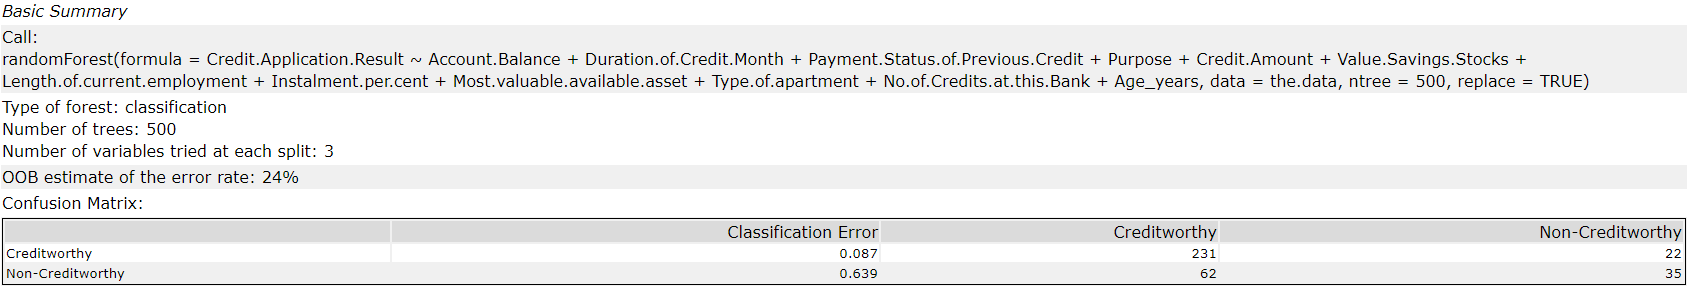 Basic Summary
Call:
randomForest(formula = Credit.Application.Result ~ Account.Balance + Duration.of.Credit.Month + Payment.Status.of.Previous.Credit + Purpose + Credit.Amount + Value.Savings.Stocks +
Length.of.current.employment + Instalment.per.cent + Most.valuable.available.asset + Type.of.apartment + No.of.Credits.at.this.Bank + Age_years, data = the.data, ntree = 500, replace = TRUE)
Type of forest: classification
Number of trees: 500
Number of variables tried at each split: 3
OOB estimate of the error rate: 24%
Confusion Matrix:
Classification Error Creditworthy Non-Creditworthy
Creditworthy 0.087 231 22
Non-Creditworthy 0.639 62 35